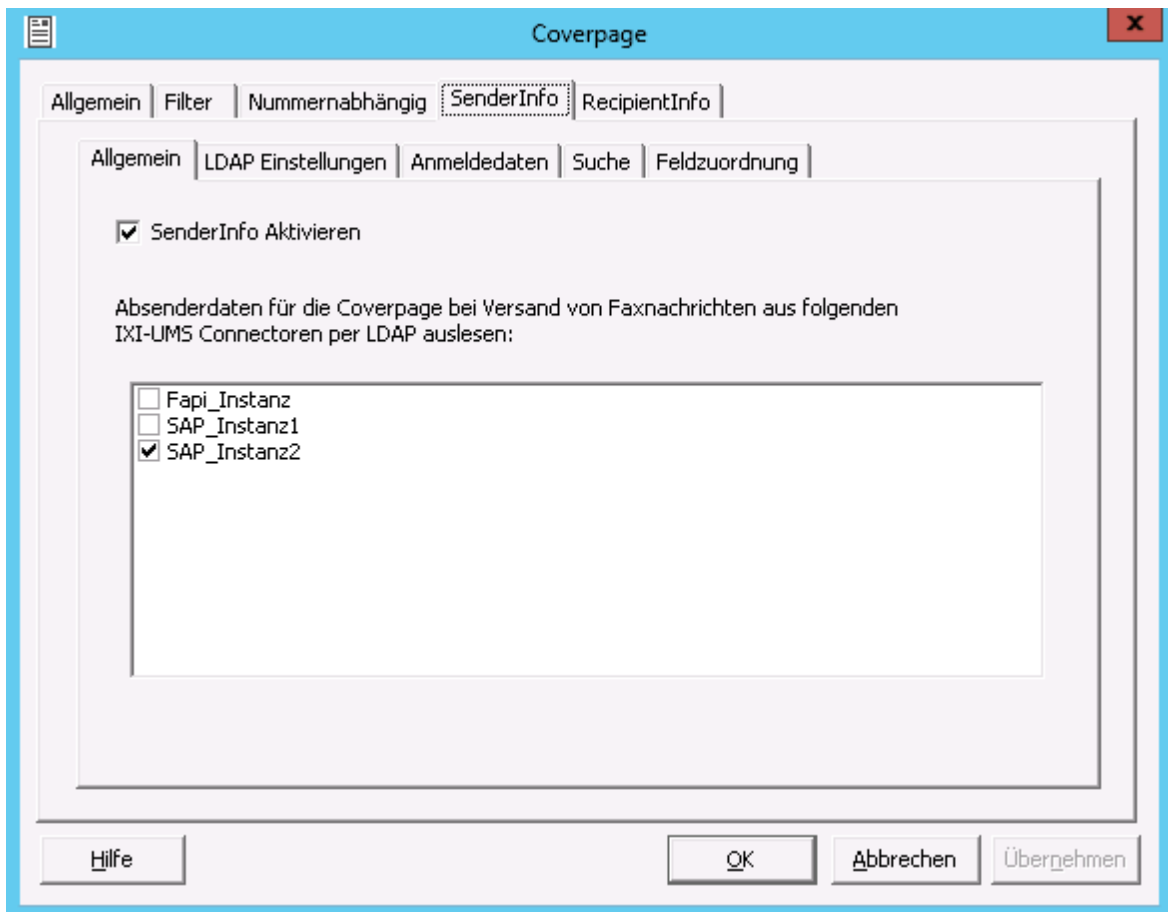 Coverpage
x
Allgemein Filter Nummernabhängig SenderInfo RecipientInfo
Allgemein LDAP Einstellungen Anmeldedaten Suche Feldzuordnung
SenderInfo Aktivieren
Absenderdaten für die Coverpage bei Versand von Faxnachrichten aus folgenden
IXI-UMS Connectoren per LDAP auslesen:
Fapi_Instanz
SAP_Instanz1
SAP_Instanz2
Hilfe OK Abbrechen Übernehmen